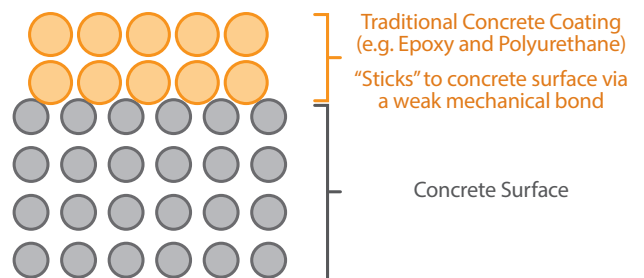 Traditional Concrete Coating
(e.g. Epoxy and Polyurethane)
“Sticks” to concrete surface via
a weak mechanical bond
Concrete Surface